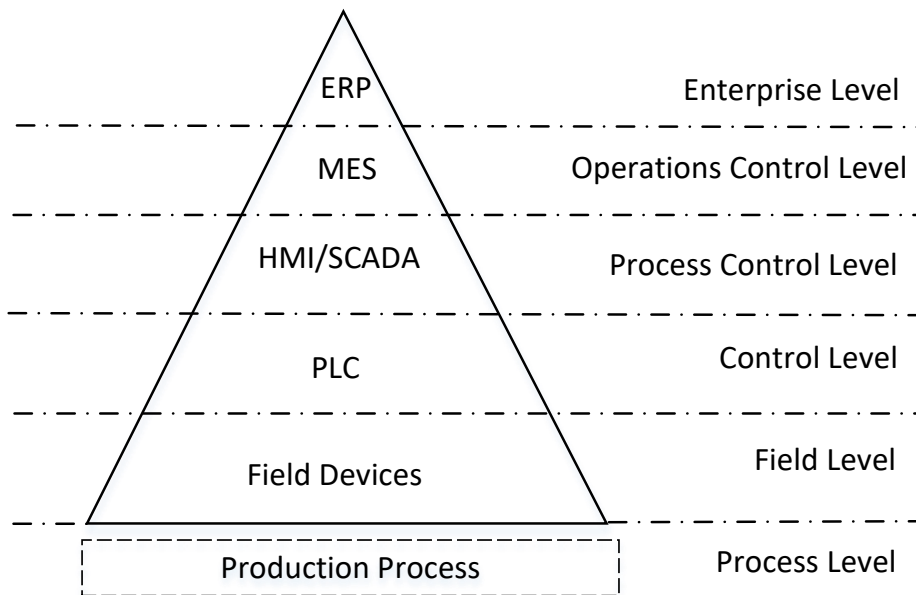 ERP
Enterprise Level
MES
Operations Control Level
HMI/SCADA
Process Control Level
PLC
Control Level
Field Devices
Field Level
Production Process
Process Level